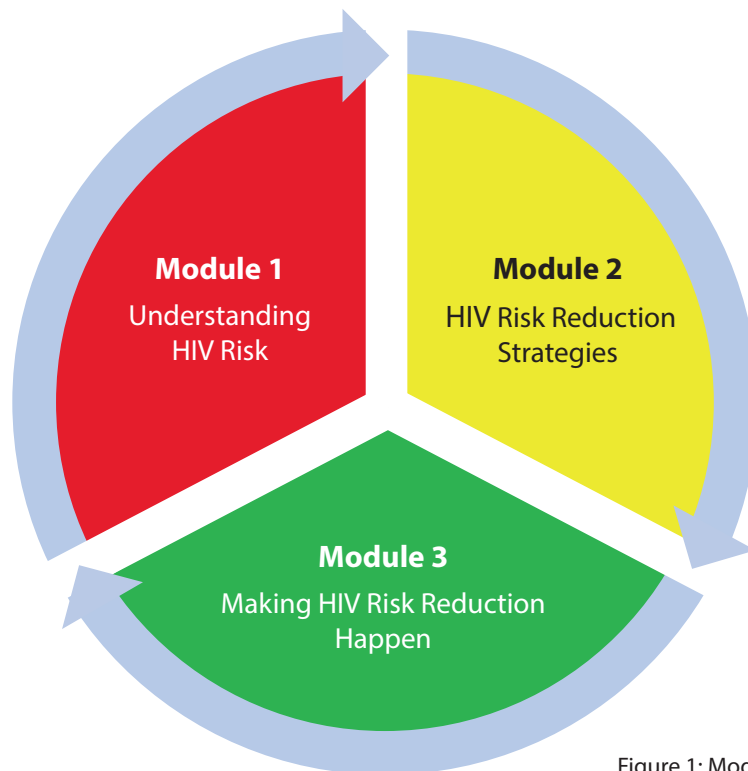 Module 1
Understanding
HIV Risk
Module 2
HIV Risk Reduction
Strategies
Module 3
Making HIV Risk Reduction
Happen
Figure 1: